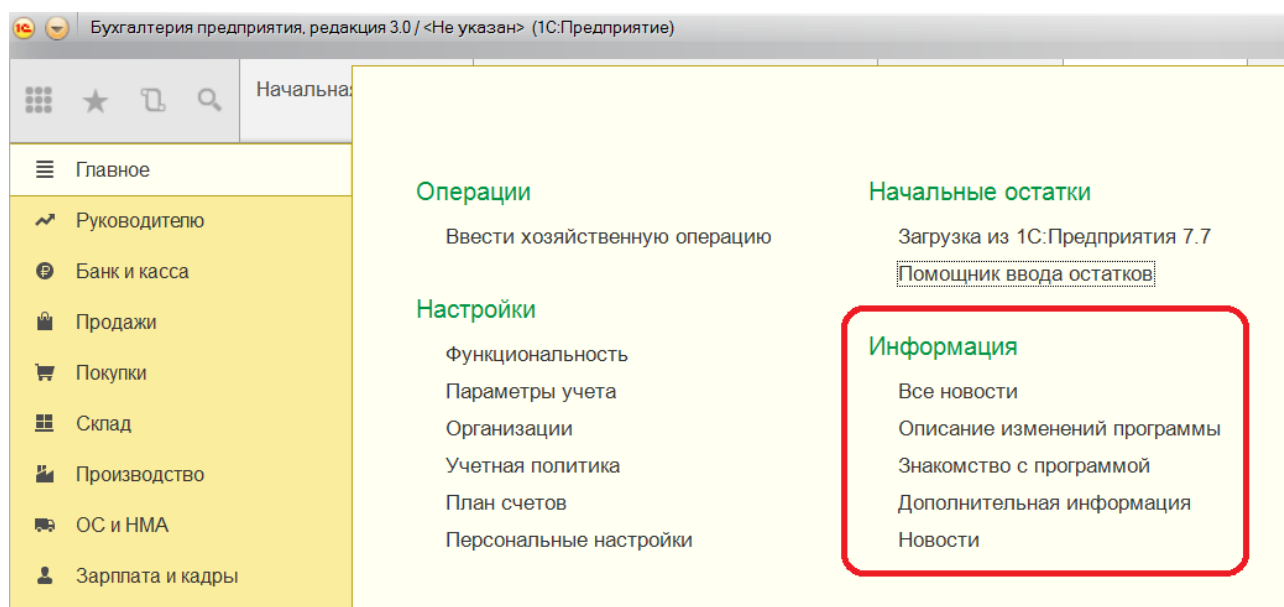 Бухгалтерия предприятия, редакция 3.0 / <Не указан> (1С:Предприятие)
Главное
Руководителю
Банк и касса
Продажи
Покупки
Склад
Производство
ОС и НМА
Зарплата и кадры
Операции
Ввести хозяйственную операцию
Настройки
Функциональность
Параметры учета
Организации
Учетная политика
План счетов
Персональные настройки
Начальные остатки
Загрузка из 1С:Предприятия 7.7
Помощник ввода остатков
Информация
Все новости
Описание изменений программы
Знакомство с программой
Дополнительная информация
Новости